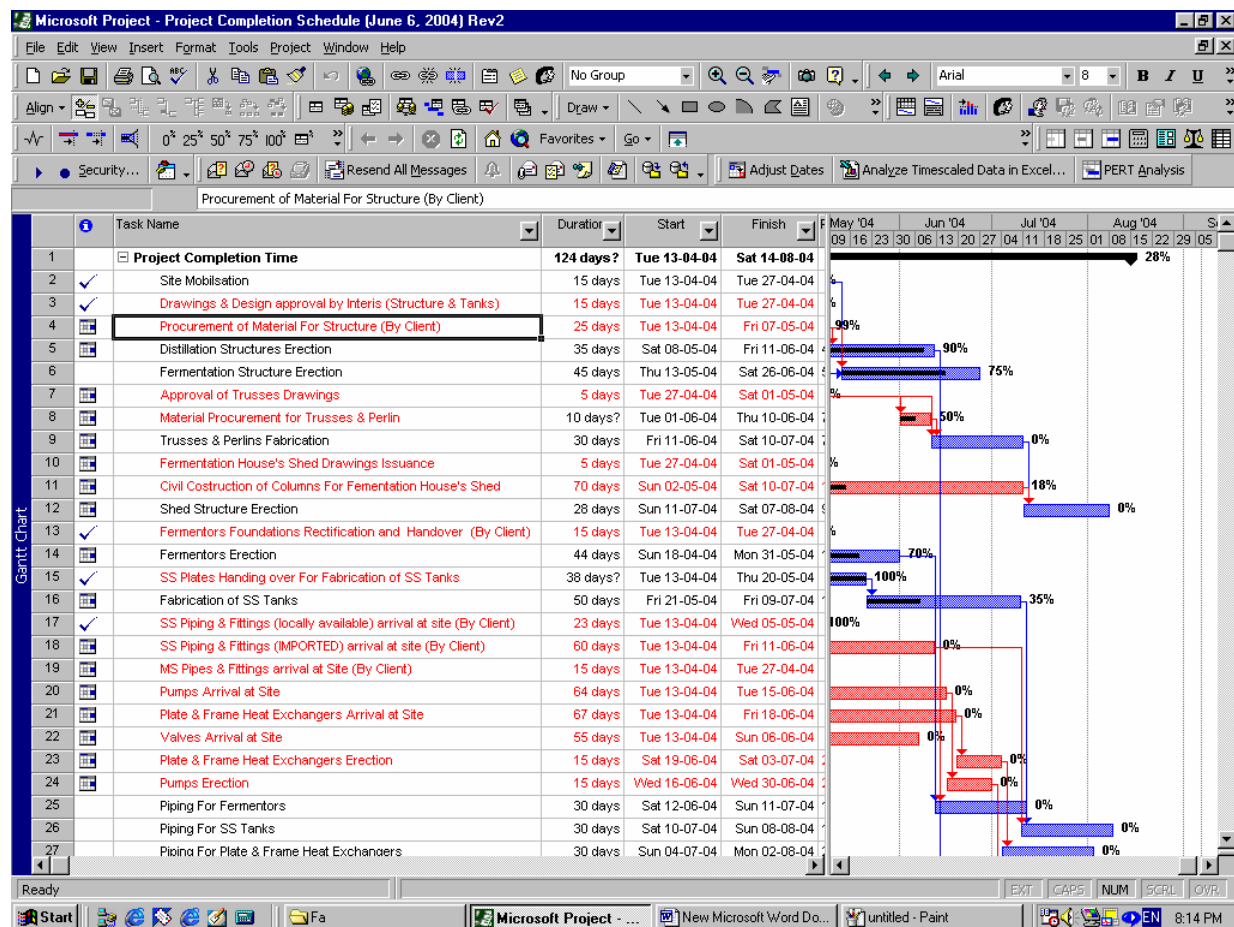 Microsoft Project - Project Completion Schedule (June 6, 2004) Rev2
File Edit View Insert Format Tools Project Window Help
No Group Arial 8 B I U
Align Draw
0% 25% 50% 75% 100% Favorites Go
Security... Resend All Messages Adjust Dates Analyze Timescaled Data in Excel... PERT Analysis
Procurement of Material For Structure (By Client)
Task Name Duration Start Finish May '04 Jun '04 Jul '04 Aug '04
09 16 23 30 06 13 20 27 04 11 18 25 01 08 15 22 29 05
1 Project Completion Time 124 days? Tue 13-04-04 Sat 14-08-04 28%
2 Site Mobilsation 15 days Tue 13-04-04 Tue 27-04-04
3 Drawings & Design approval by Interis (Structure & Tanks) 15 days Tue 13-04-04 Tue 27-04-04
4 Procurement of Material For Structure (By Client) 25 days Tue 13-04-04 Fri 07-05-04 99%
5 Distillation Structures Erection 35 days Sat 08-05-04 Fri 11-06-04 90%
6 Fermentation Structure Erection 45 days Thu 13-05-04 Sat 26-06-04 75%
7 Approval of Trusses Drawings 5 days Tue 27-04-04 Sat 01-05-04
8 Material Procurement for Trusses & Perlin 10 days? Tue 01-06-04 Thu 10-06-04 50%
9 Trusses & Perlins Fabrication 30 days Fri 11-06-04 Sat 10-07-04 0%
10 Fermentation House's Shed Drawings Issuance 5 days Tue 27-04-04 Sat 01-05-04
11 Civil Costruction of Columns For Fementation House's Shed 70 days Sun 02-05-04 Sat 10-07-04 18%
12 Shed Structure Erection 28 days Sun 11-07-04 Sat 07-08-04 0%
13 Fermentors Foundations Rectification and Handover (By Client) 15 days Tue 13-04-04 Tue 27-04-04
14 Fermentors Erection 44 days Sun 18-04-04 Mon 31-05-04 70%
15 SS Plates Handing over For Fabrication of SS Tanks 38 days? Tue 13-04-04 Thu 20-05-04 100%
16 Fabrication of SS Tanks 50 days Fri 21-05-04 Fri 09-07-04 35%
17 SS Piping & Fittings (locally available) arrival at site (By Client) 23 days Tue 13-04-04 Wed 05-05-04 100%
18 SS Piping & Fittings (IMPORTED) arrival at site (By Client) 60 days Tue 13-04-04 Fri 11-06-04 0%
19 MS Pipes & Fittings arrival at Site (By Client) 15 days Tue 13-04-04 Tue 27-04-04
20 Pumps Arrival at Site 64 days Tue 13-04-04 Tue 15-06-04 0%
21 Plate & Frame Heat Exchangers Arrival at Site 67 days Tue 13-04-04 Fri 18-06-04 0%
22 Valves Arrival at Site 55 days Tue 13-04-04 Sun 06-06-04 0%
23 Plate & Frame Heat Exchangers Erection 15 days Sat 19-06-04 Sat 03-07-04 0%
24 Pumps Erection 15 days Wed 16-06-04 Wed 30-06-04 0%
25 Piping For Fermentors 30 days Sat 12-06-04 Sun 11-07-04 0%
26 Piping For SS Tanks 30 days Sat 10-07-04 Sun 08-08-04 0%
27 Piping For Plate & Frame Heat Exchangers 30 days Sun 04-07-04 Mon 02-08-04 0%
Gantt Chart
Ready EXT CAPS NUM SCRL OVR
Start Fa Microsoft Project - ... New Microsoft Word Do... untitled - Paint EN 8:14 PM